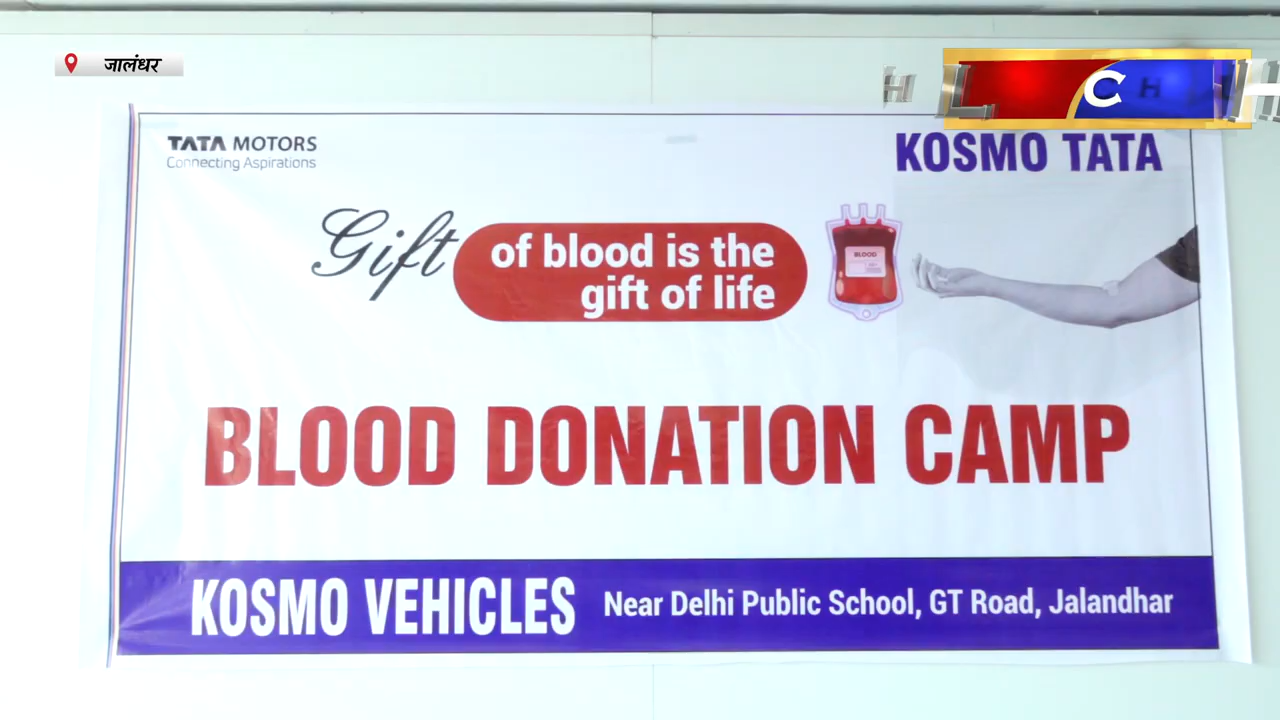 जालंधर
TATA MOTORS
Connecting Aspirations
KOSMO TATA
Gift of blood is the
gift of life
BLOOD
BLOOD DONATION CAMP
KOSMO VEHICLES Near Delhi Public School, GT Road, Jalandhar